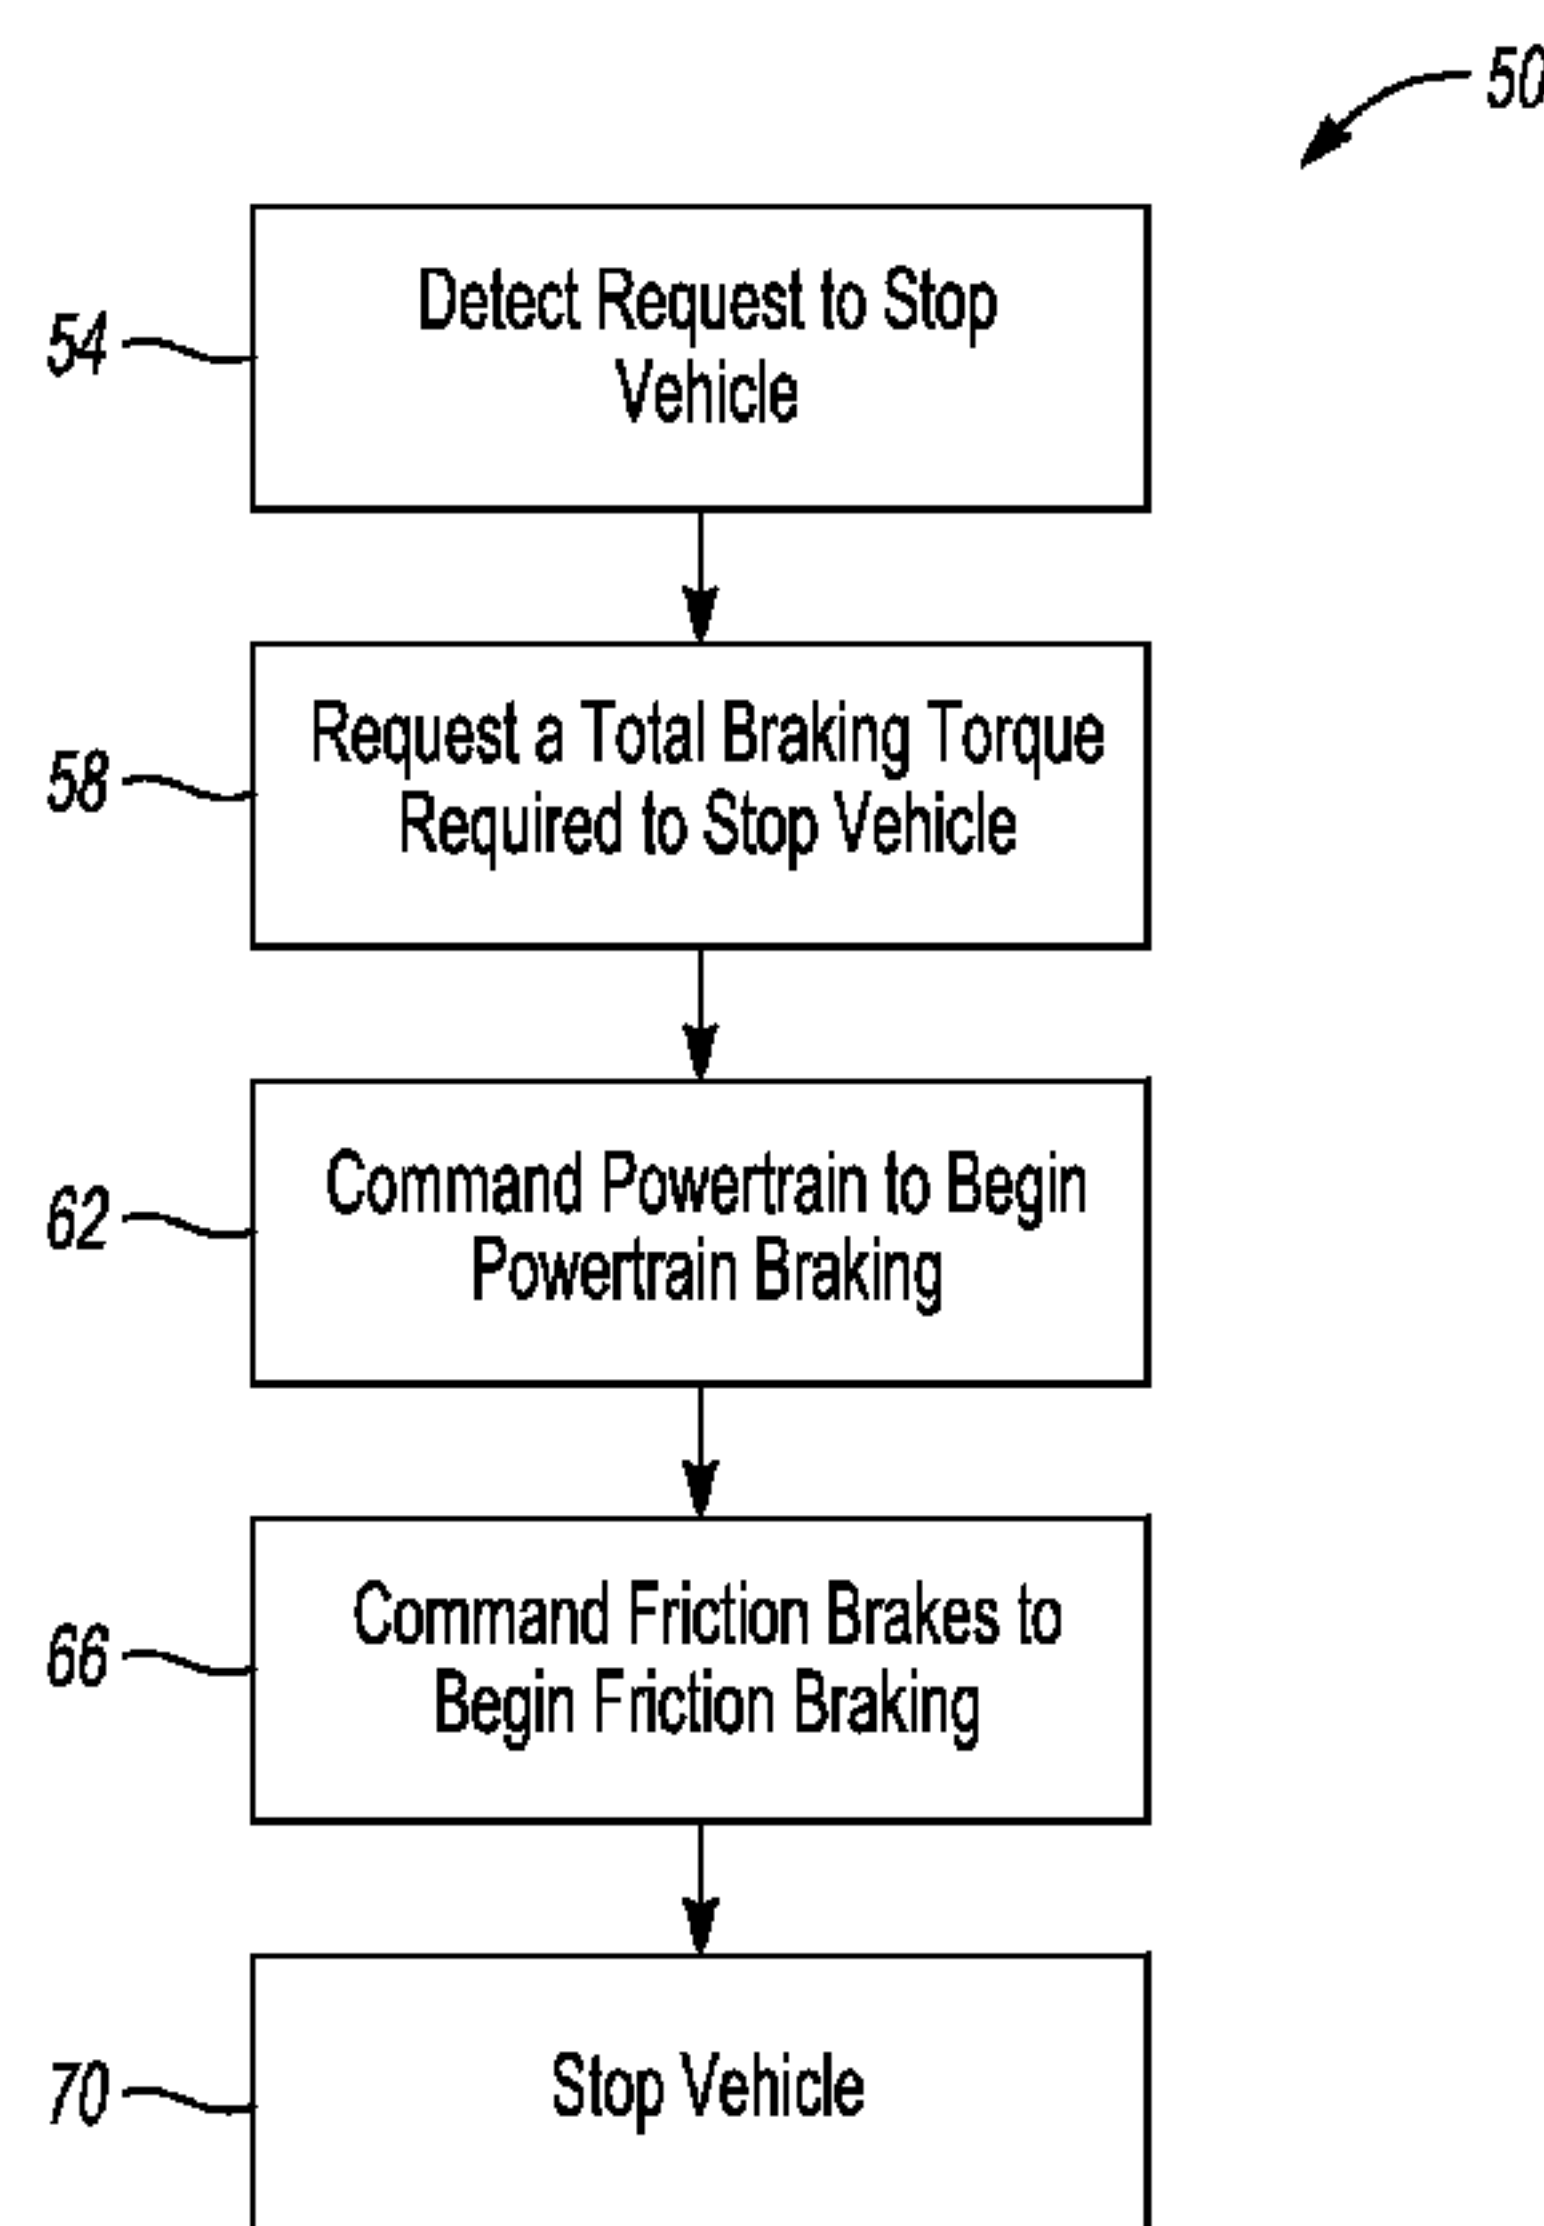 50
54
Detect Request to Stop
Vehicle
58
Request a Total Braking Torque
Required to Stop Vehicle
62
Command Powertrain to Begin
Powertrain Braking
66
Command Friction Brakes to
Begin Friction Braking
70
Stop Vehicle